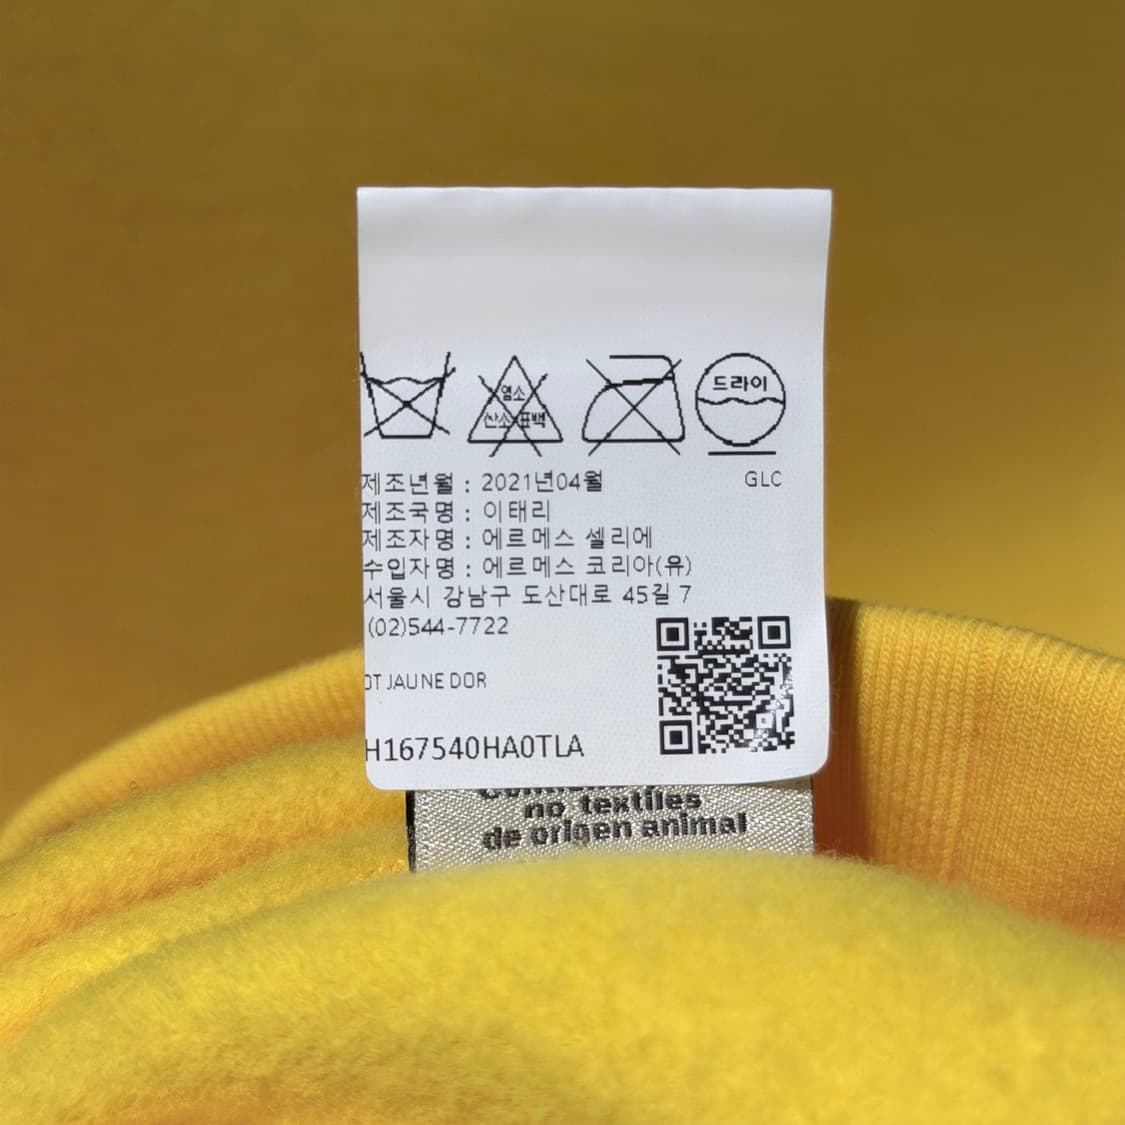 염소
산소 표백
드라이
제조년월 : 2021년04월 GLC
제조국명 : 이태리
제조자명 : 에르메스 셀리에
수입자명 : 에르메스 코리아(유)
서울시 강남구 도산대로 45길 7
(02)544-7722
OT JAUNE DOR
H167540HA0TLA
no textiles
de origen animal